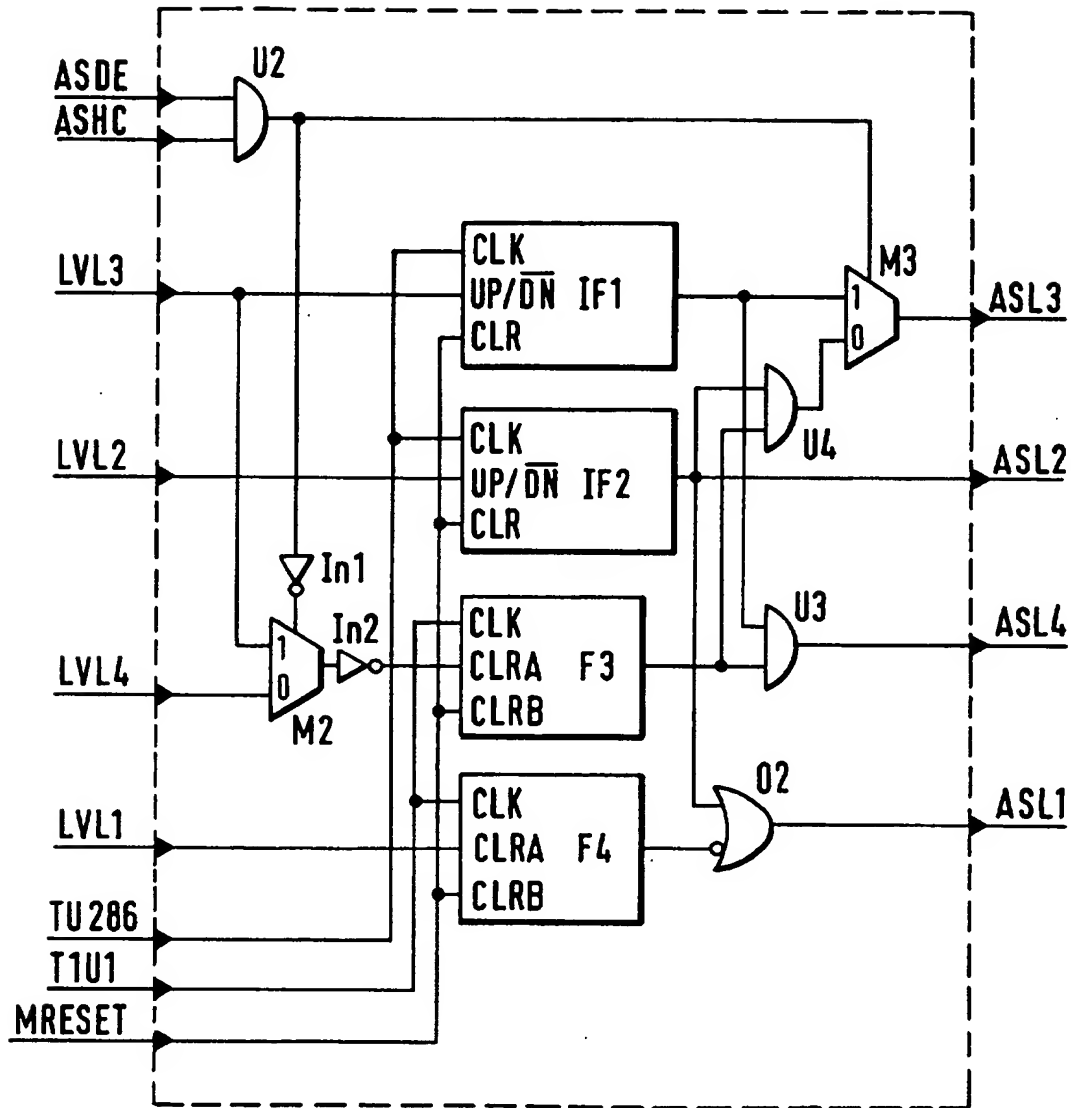 ASDE
ASHC
U2
LVL3
CLK
UP/D̅N̅ IF1
CLR
M3
1
0
ASL3
U4
LVL2
CLK
UP/D̅N̅ IF2
CLR
ASL2
In1
In2
1
0
M2
LVL4
CLK
CLRA F3
CLRB
U3
ASL4
LVL1
CLK
CLRA F4
CLRB
O2
ASL1
TU286
T1U1
MRESET